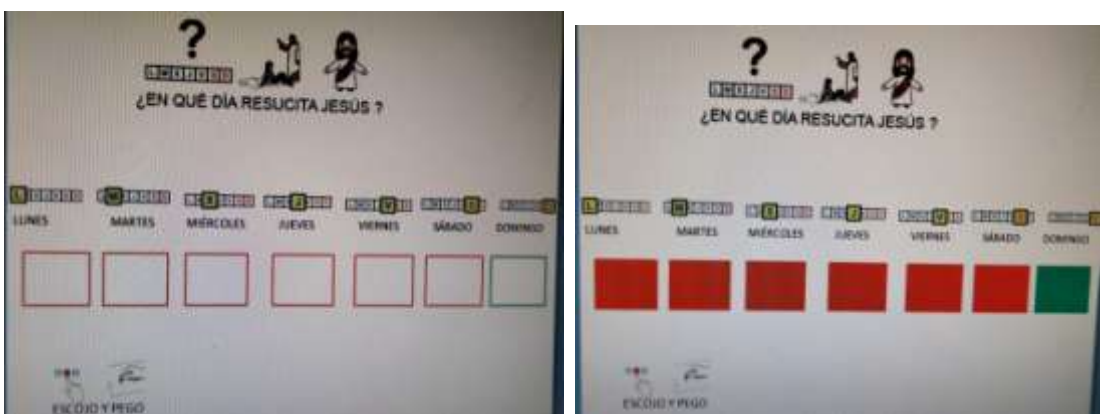 ?
¿EN QUÉ DÍA RESUCITA JESÚS ?
LUNES MARTES MIÉRCOLES JUEVES VIERNES SÁBADO DOMINGO
ESCOJO Y PEGO
?
¿EN QUÉ DÍA RESUCITA JESÚS ?
LUNES MARTES MIÉRCOLES JUEVES VIERNES SÁBADO DOMINGO
ESCOJO Y PEGO